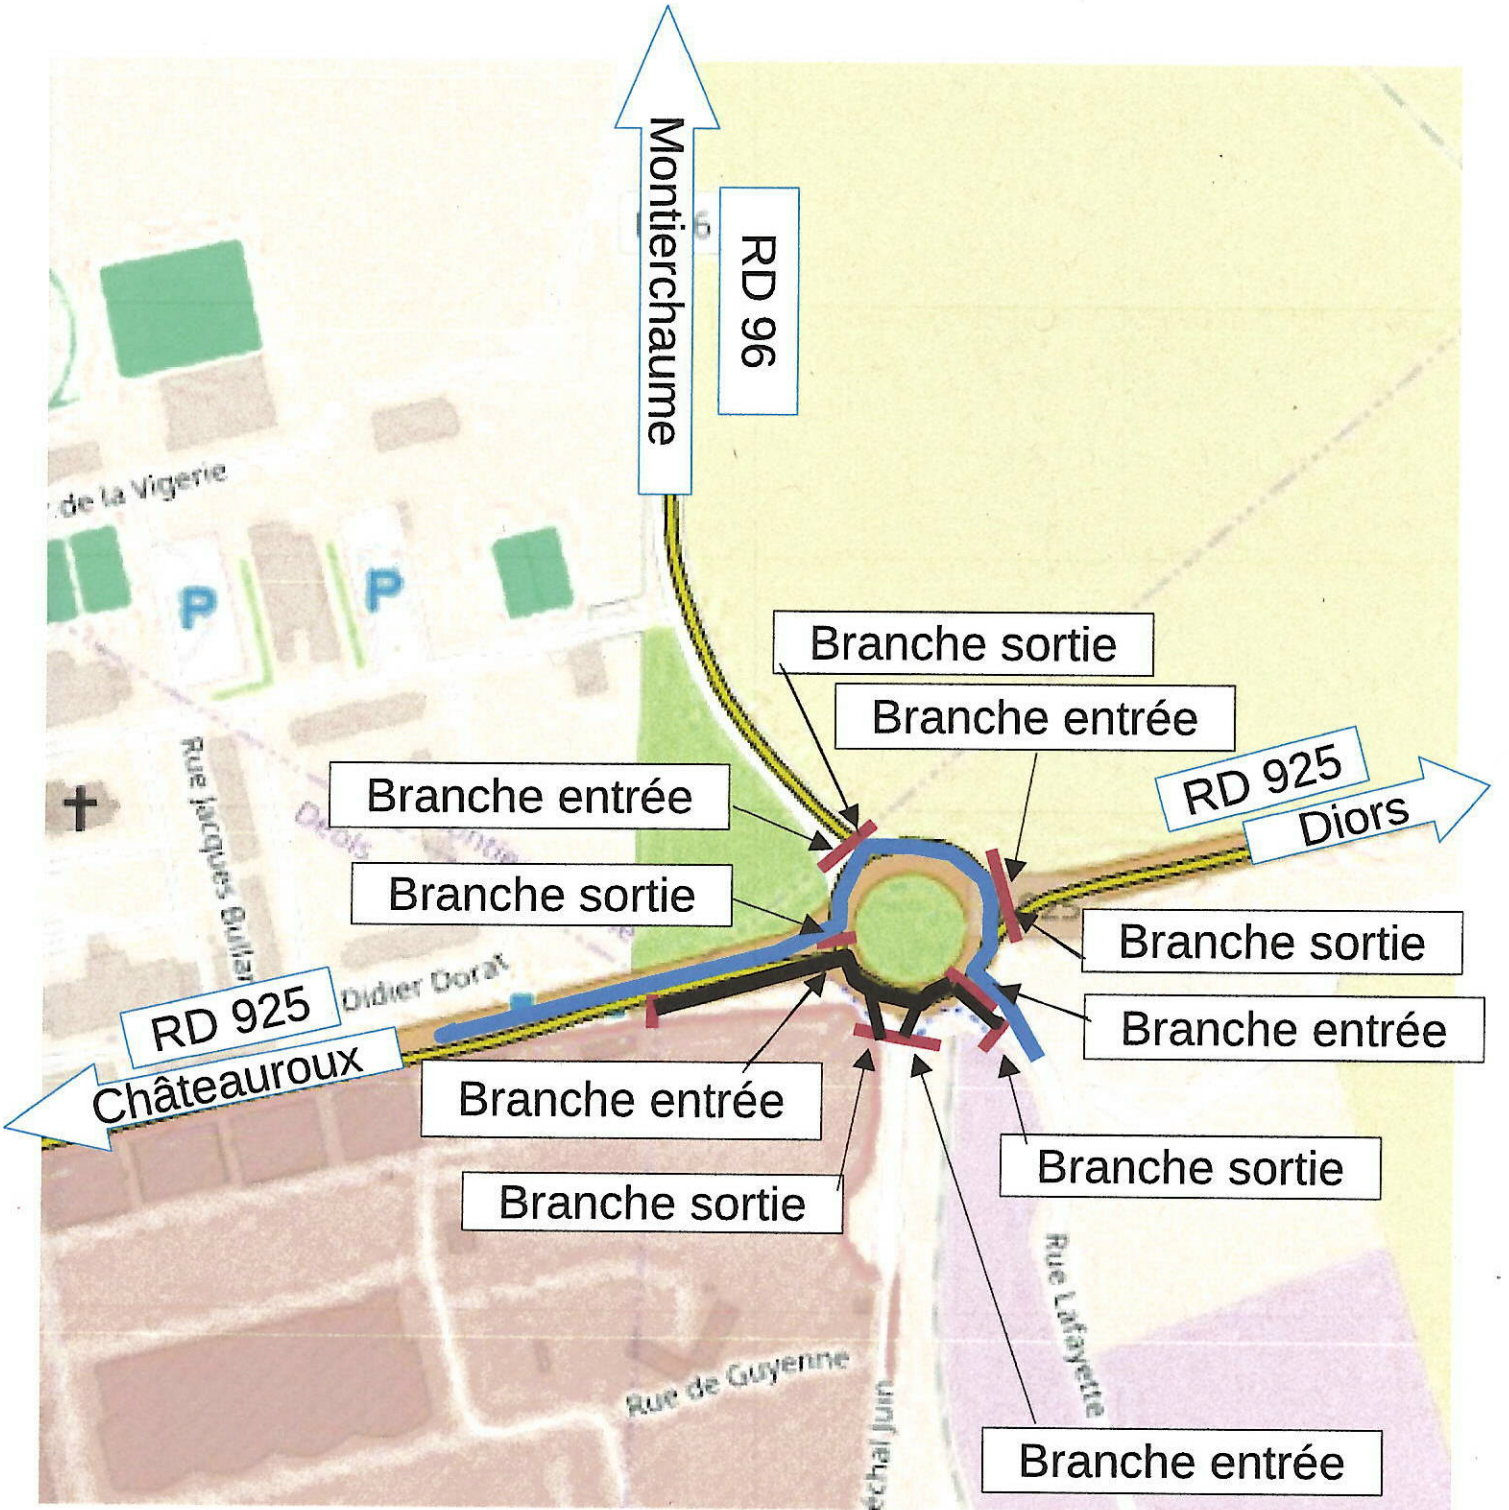 Montierchaume
6
RD 96
de la Vigerie
P
P
Branche sortie
Branche entrée
RD 925
Diors
Branche entrée
Rue Jacques
Déols
Branche sortie
Branche sortie
Didier Dorat
RD 925
Châteauroux
Branche entrée
Branche entrée
Branche sortie
Branche sortie
Rue Lafayette
Rue de Guyenne
échal Juin
Branche entrée